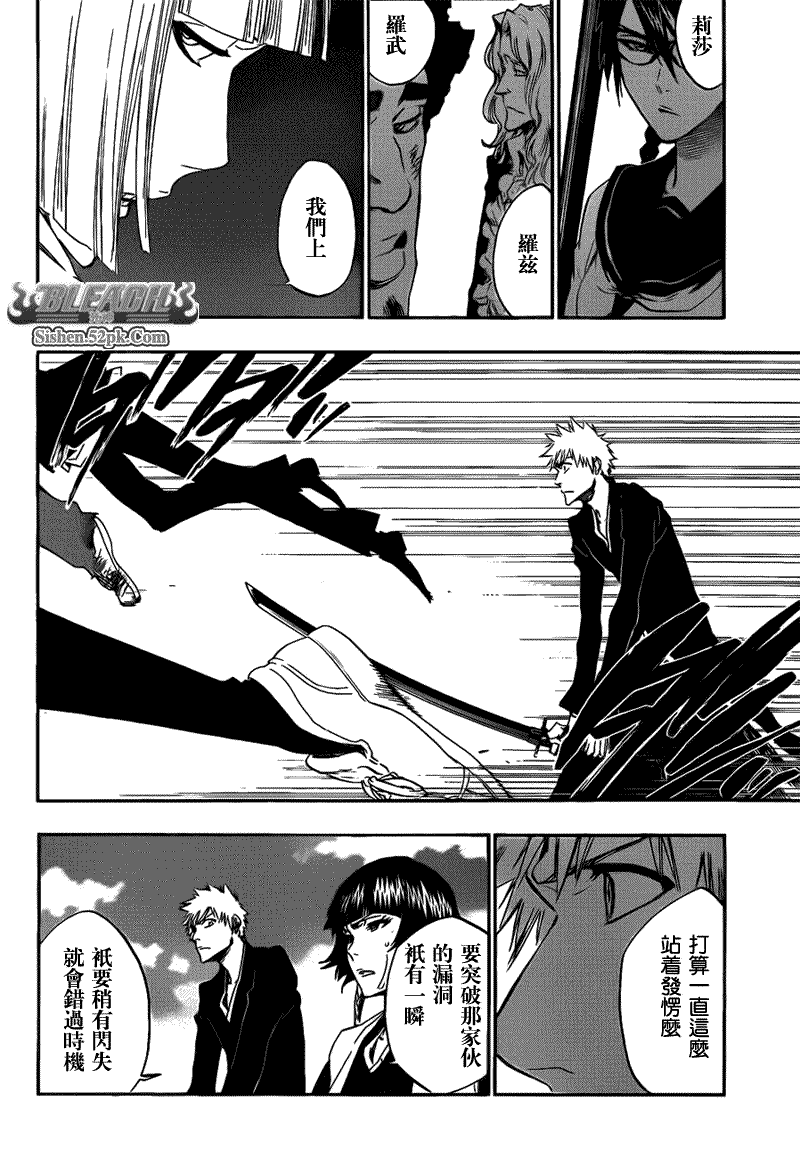 莉莎
羅茲
羅武
我們上
BLEACH
Sishen.52pk.Com
打算一直這麼
站着發愣麼
要突破那家伙
的漏洞
衹有一瞬
衹要稍有閃失
就會錯過時機